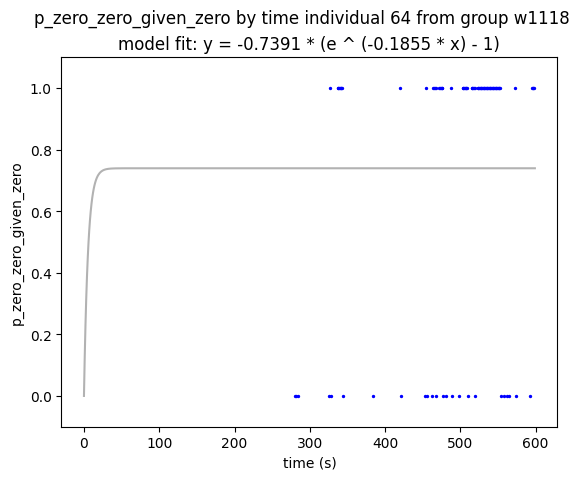 p_zero_zero_given_zero by time individual 64 from group w1118
model fit: y = -0.7391 * (e ^ (-0.1855 * x) - 1)
1.0
0.8
0.6
0.4
0.2
0.0
p_zero_zero_given_zero
0 100 200 300 400 500 600
time (s)